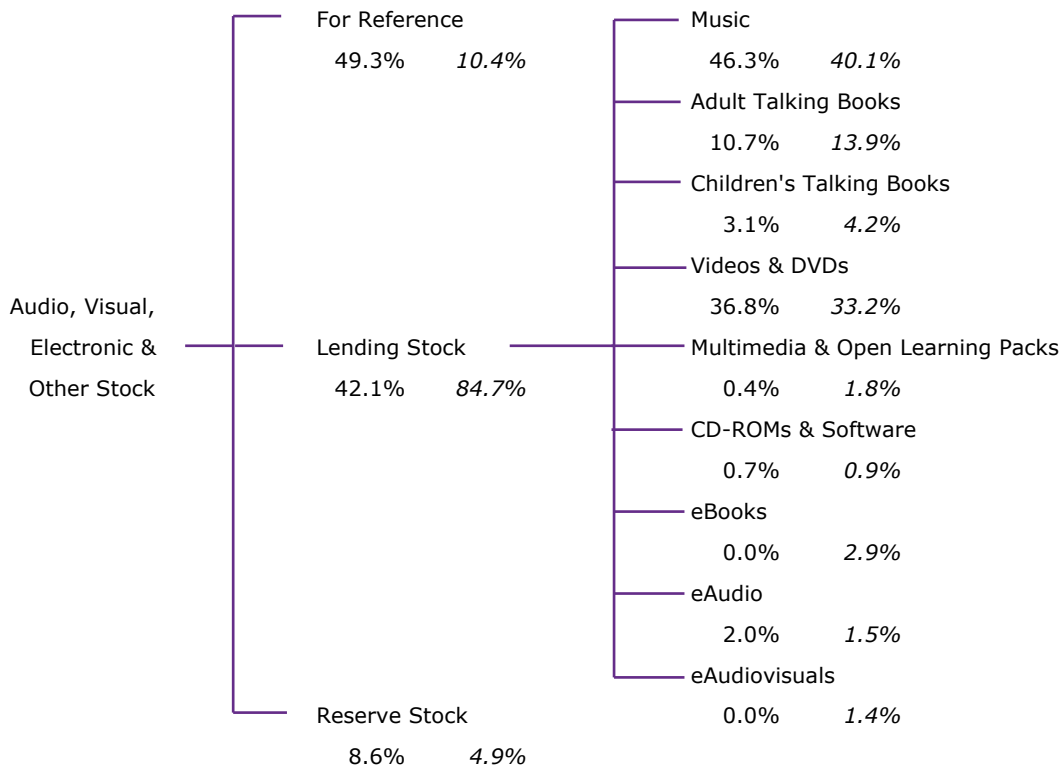 Audio, Visual,
Electronic &
Other Stock
For Reference
49.3% 10.4%
Lending Stock
42.1% 84.7%
Reserve Stock
8.6% 4.9%
Music
46.3% 40.1%
Adult Talking Books
10.7% 13.9%
Children's Talking Books
3.1% 4.2%
Videos & DVDs
36.8% 33.2%
Multimedia & Open Learning Packs
0.4% 1.8%
CD-ROMs & Software
0.7% 0.9%
eBooks
0.0% 2.9%
eAudio
2.0% 1.5%
eAudiovisuals
0.0% 1.4%